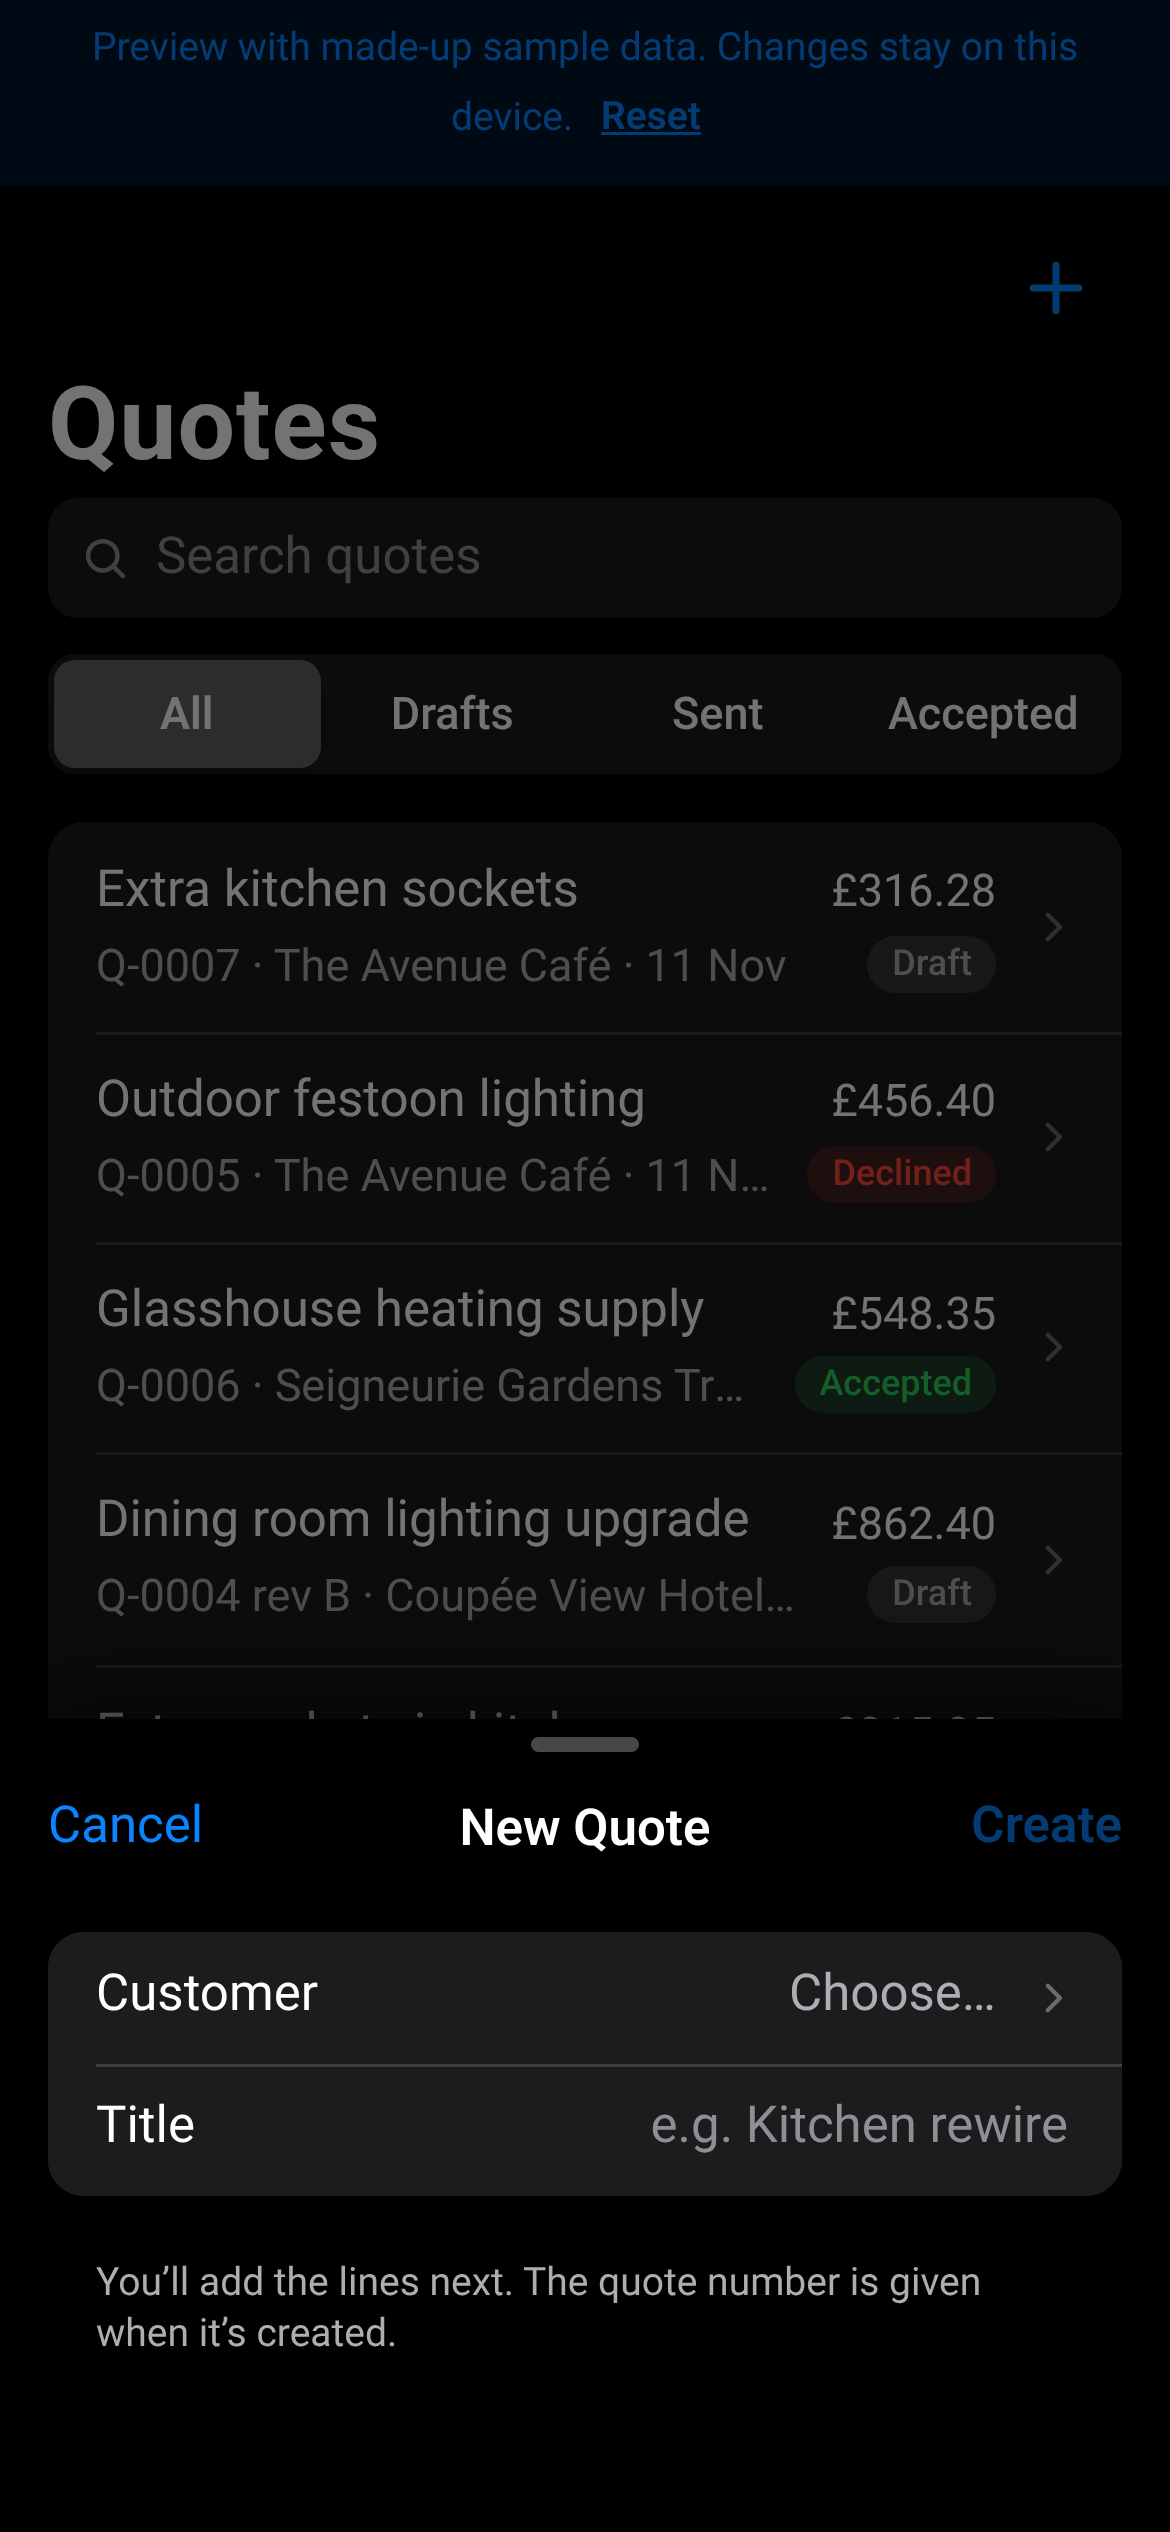 Preview with made-up sample data. Changes stay on this
device. Reset
Quotes
Search quotes
All Drafts Sent Accepted
Extra kitchen sockets £316.28
Q-0007 · The Avenue Café · 11 Nov Draft
Outdoor festoon lighting £456.40
Q-0005 · The Avenue Café · 11 N… Declined
Glasshouse heating supply £548.35
Q-0006 · Seigneurie Gardens Tr… Accepted
Dining room lighting upgrade £862.40
Q-0004 rev B · Coupée View Hotel… Draft
Cancel New Quote Create
Customer Choose…
Title e.g. Kitchen rewire
You’ll add the lines next. The quote number is given
when it’s created.